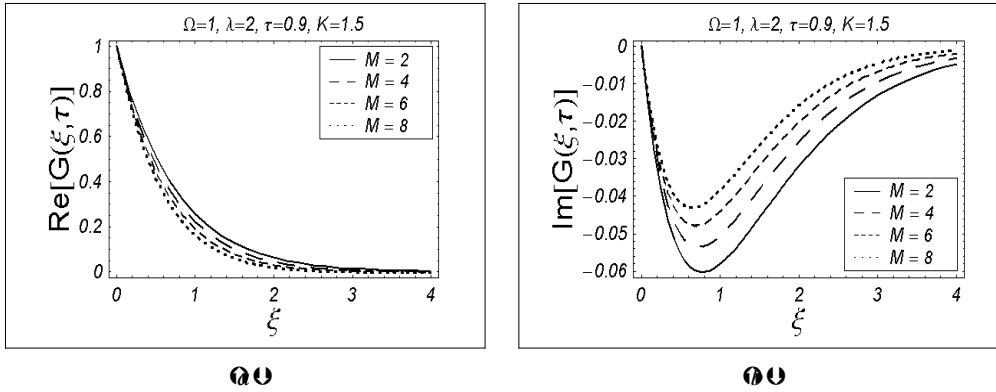 Ω=1, λ=2, τ=0.9, K=1.5
Re[G(ξ,τ)]
1
0.8
0.6
0.4
0.2
0
M = 2
M = 4
M = 6
M = 8
0 1 2 3 4
ξ
Ω=1, λ=2, τ=0.9, K=1.5
Im[G(ξ,τ)]
0
−0.01
−0.02
−0.03
−0.04
−0.05
−0.06
M = 2
M = 4
M = 6
M = 8
0 1 2 3 4
ξ